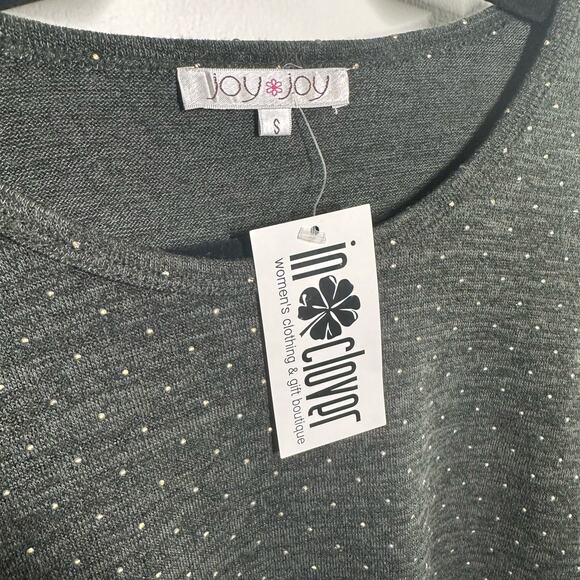 joy joy
S
in clover
women's clothing & gift boutique